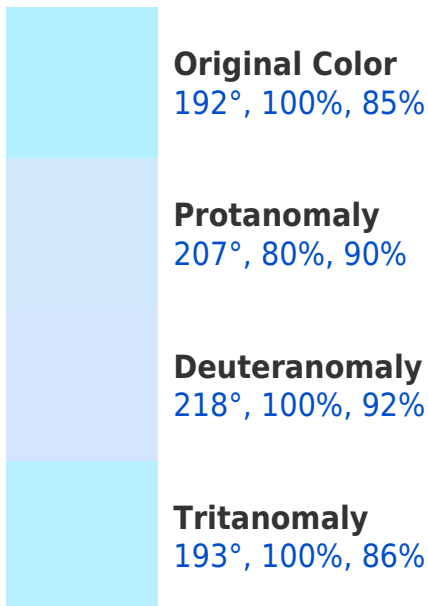 Original Color
192°, 100%, 85%
Protanomaly
207°, 80%, 90%
Deuteranomaly
218°, 100%, 92%
Tritanomaly
193°, 100%, 86%